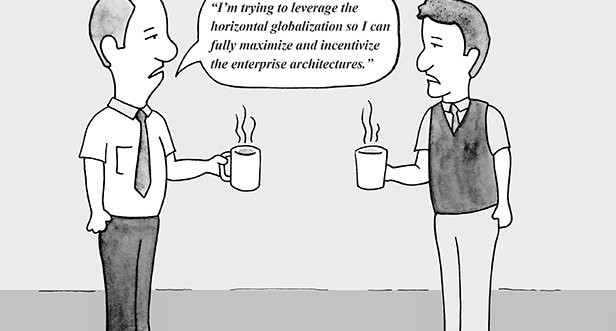 “I’m trying to leverage the
horizontal globalization so I can
fully maximize and incentivize
the enterprise architectures.”